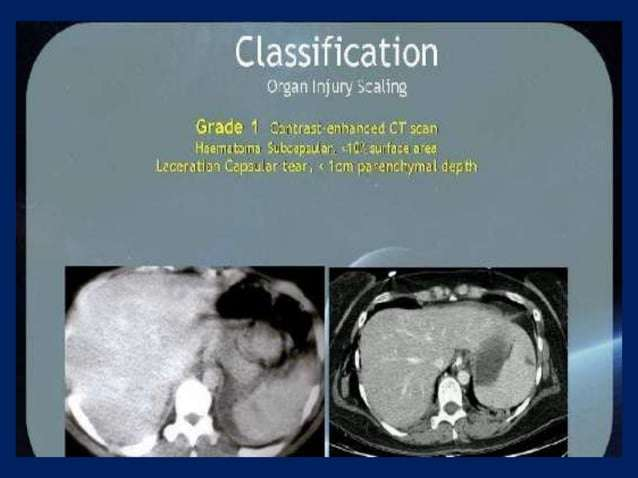 Classification
Organ Injury Scaling
Grade 1 Contrast-enhanced CT scan
Haematoma Subcapsular, <10% surface area
Laceration Capsular tear, < 1cm parenchymal depth